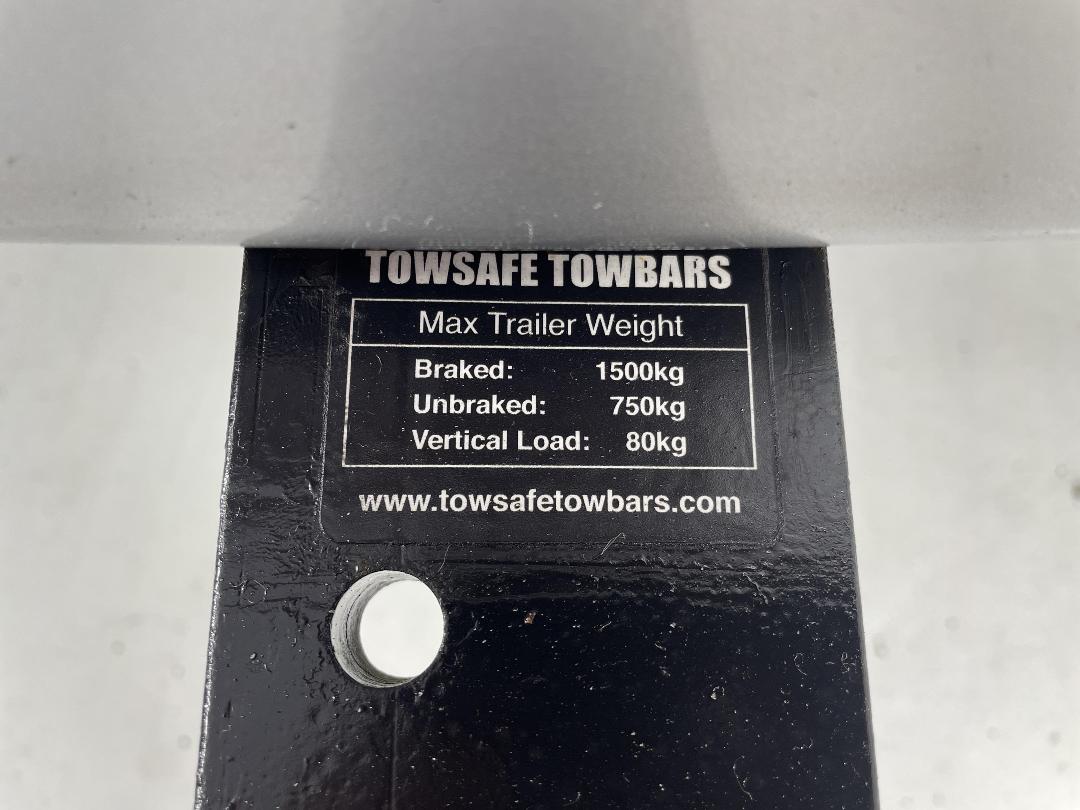 TOWSAFE TOWBARS
Max Trailer Weight
Braked: 1500kg
Unbraked: 750kg
Vertical Load: 80kg
www.towsafetowbars.com